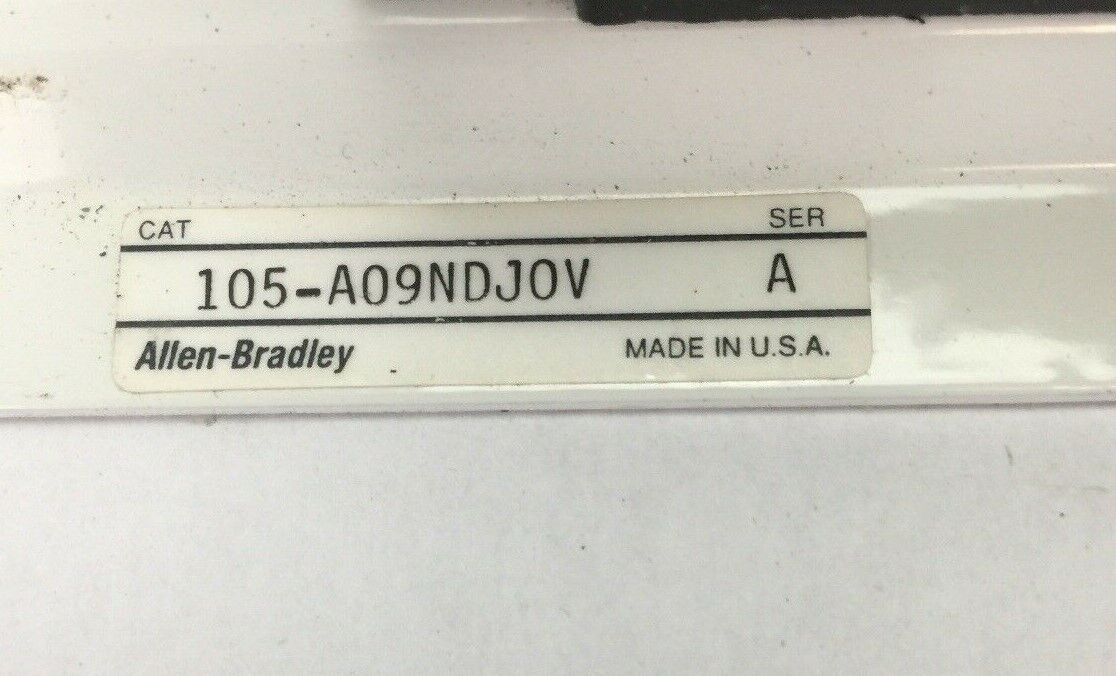 CAT SER
105-A09NDJOV A
Allen-Bradley MADE IN U.S.A.